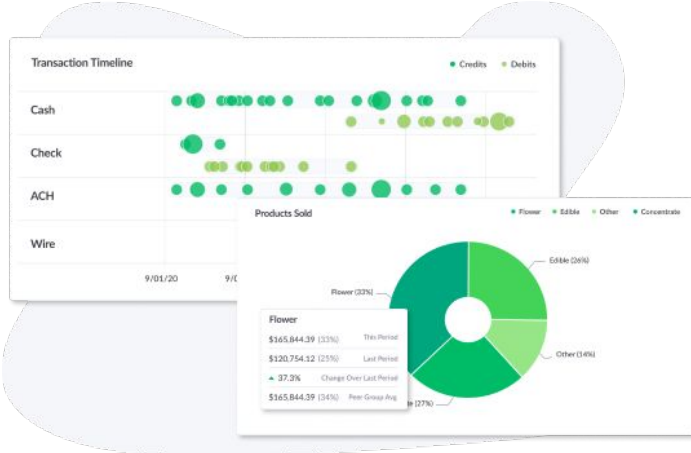 Transaction Timeline
Credits Debits
Cash
Check
ACH
Wire
9/01/20
Products Sold
Flower Edible Other Concentrate
Edible (26%)
Flower (33%)
Other (14%)
(27%)
Flower
$165,844.39 (33%) This Period
$120,754.12 (25%) Last Period
37.3% Change Over Last Period
$165,844.39 (34%) Peer Group Avg